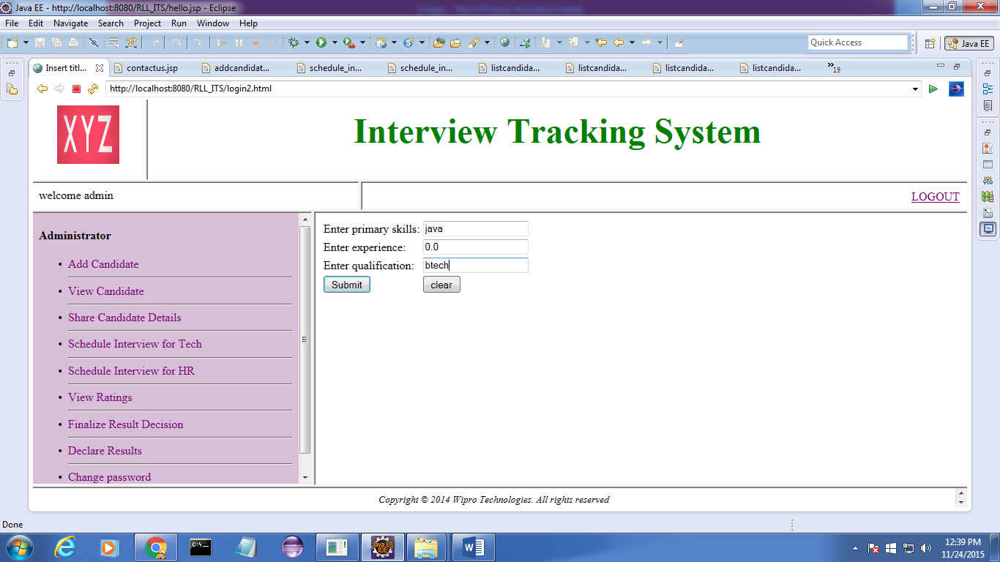 Java EE - http://localhost:8080/RLL_ITS/hello.jsp - Eclipse
File Edit Navigate Search Project Run Window Help
Quick Access
Java EE
Insert titl... contactus.jsp addcandidat... schedule_in... schedule_in... listcandida... listcandida... listcandida... listcandida... »19
http://localhost:8080/RLL_ITS/login2.html
XYZ
Interview Tracking System
welcome admin
LOGOUT
Administrator
• Add Candidate
• View Candidate
• Share Candidate Details
• Schedule Interview for Tech
• Schedule Interview for HR
• View Ratings
• Finalize Result Decision
• Declare Results
• Change password
Enter primary skills: java
Enter experience: 0.0
Enter qualification: btech
Submit clear
Copyright © 2014 Wipro Technologies. All rights reserved
Done
Java EE
IDE
12:39 PM
11/24/2015